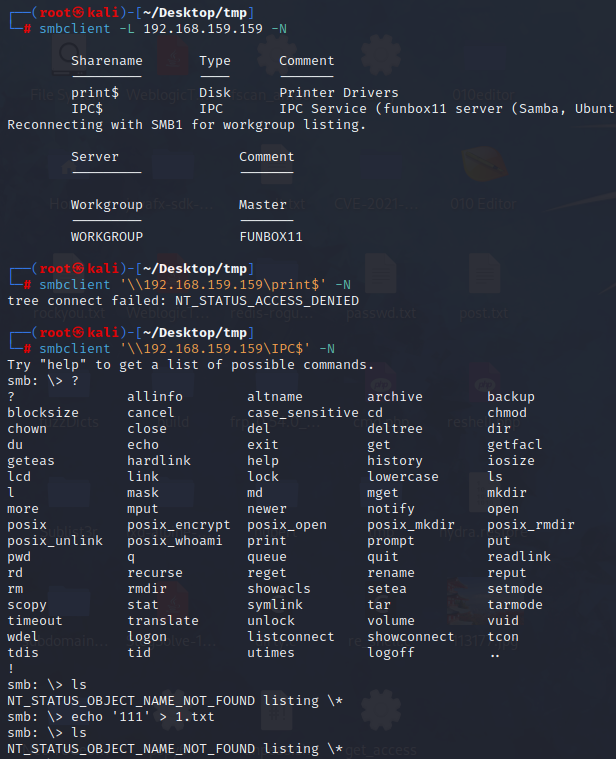 ┌──(root㉿kali)-[~/Desktop/tmp]
└─# smbclient -L 192.168.159.159 -N
Sharename Type Comment
--------- ---- -------
print$ Disk Printer Drivers
IPC$ IPC IPC Service (funbox11 server (Samba, Ubunt
Reconnecting with SMB1 for workgroup listing.
Server Comment
--------- -------
Workgroup Master
--------- -------
WORKGROUP FUNBOX11
┌──(root㉿kali)-[~/Desktop/tmp]
└─# smbclient '\\192.168.159.159\print$' -N
tree connect failed: NT_STATUS_ACCESS_DENIED
┌──(root㉿kali)-[~/Desktop/tmp]
└─# smbclient '\\192.168.159.159\IPC$' -N
Try "help" to get a list of possible commands.
smb: \> ?
? allinfo altname archive backup
blocksize cancel case_sensitive cd chmod
chown close del deltree dir
du echo exit get getfacl
geteas hardlink help history iosize
lcd link lock lowercase ls
l mask md mget mkdir
more mput newer notify open
posix posix_encrypt posix_open posix_mkdir posix_rmdir
posix_unlink posix_whoami print prompt put
pwd q queue quit readlink
rd recurse reget rename reput
rm rmdir showacls setea setmode
scopy stat symlink tar tarmode
timeout translate unlock volume vuid
wdel logon listconnect showconnect tcon
tdis tid utimes logoff ..
!
smb: \> ls
NT_STATUS_OBJECT_NAME_NOT_FOUND listing \*
smb: \> echo '111' > 1.txt
smb: \> ls
NT_STATUS_OBJECT_NAME_NOT_FOUND listing \*